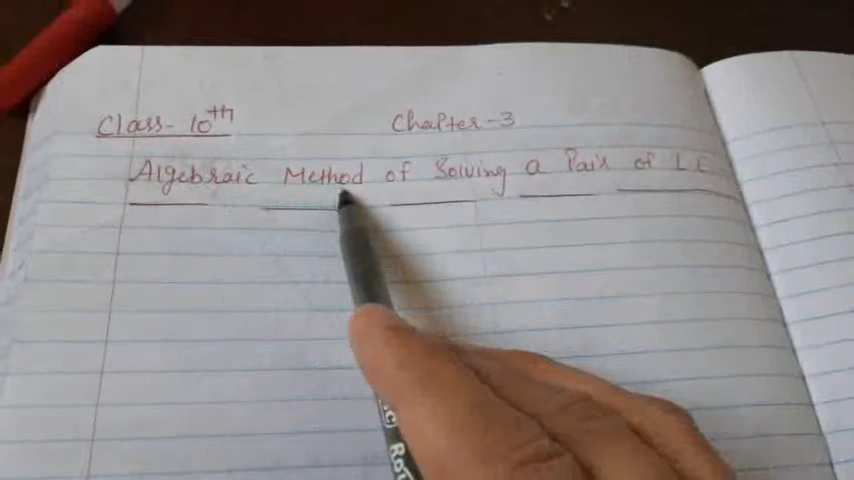 Class - 10th
Chapter - 3
Algebraic Method of Solving a Pair of L E